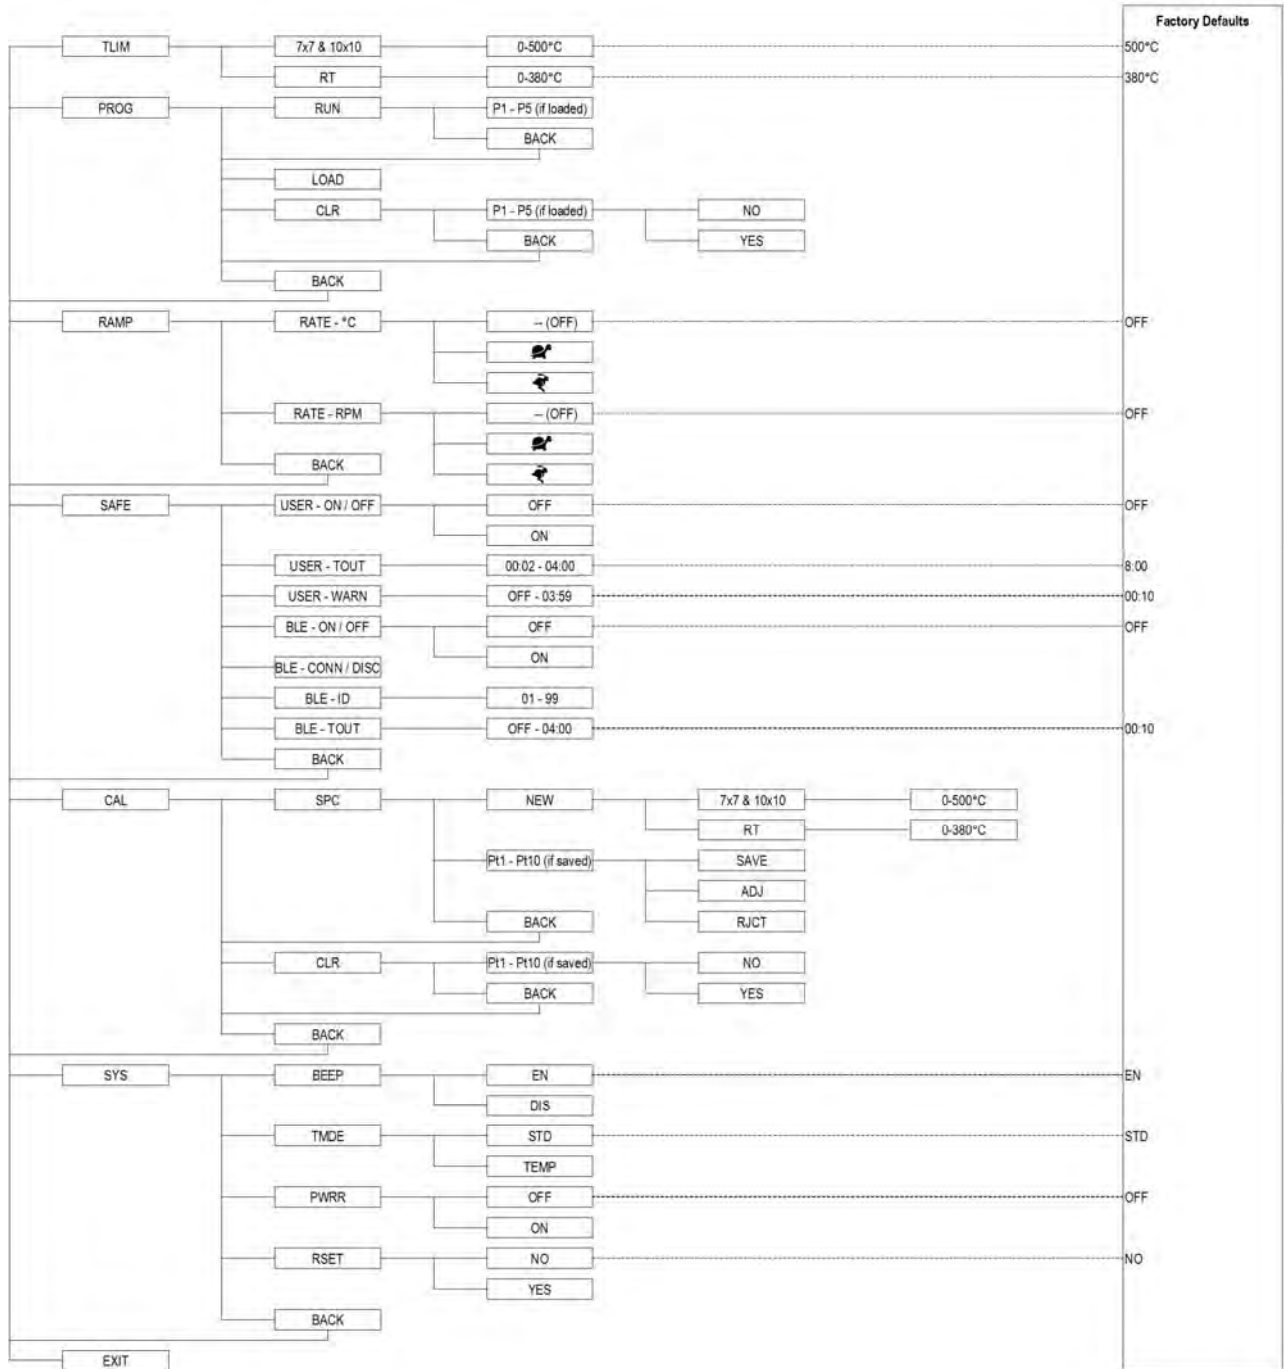 Factory Defaults
TLIM 7x7 & 10x10 0-500°C 500°C
RT 0-380°C 380°C
PROG RUN P1 - P5 (if loaded)
BACK
LOAD
CLR P1 - P5 (if loaded) NO
BACK YES
BACK
RAMP RATE - °C -- (OFF) OFF
RATE - RPM -- (OFF) OFF
BACK
SAFE USER - ON / OFF OFF OFF
ON
USER - TOUT 00:02 - 04:00 8:00
USER - WARN OFF - 03:59 00:10
BLE - ON / OFF OFF OFF
ON
BLE - CONN / DISC
BLE - ID 01 - 99
BLE - TOUT OFF - 04:00 00:10
BACK
CAL SPC NEW 7x7 & 10x10 0-500°C
RT 0-380°C
Pt1 - Pt10 (if saved) SAVE
ADJ
BACK RJCT
CLR Pt1 - Pt10 (if saved) NO
BACK YES
BACK
SYS BEEP EN EN
DIS
TMDE STD STD
TEMP
PWRR OFF OFF
ON
RSET NO NO
YES
BACK
EXIT